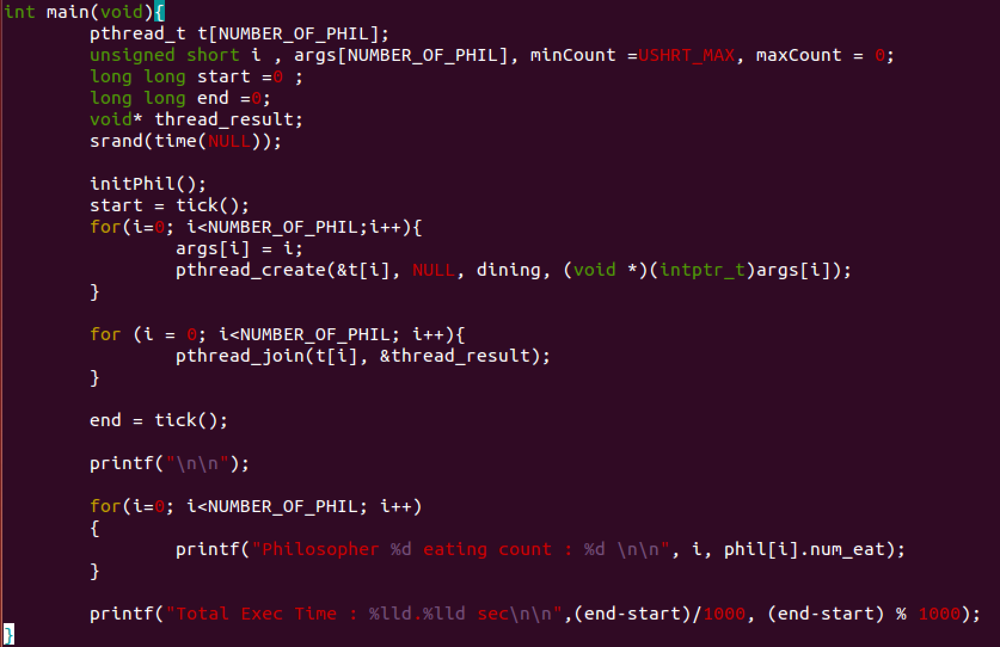 int main(void){
        pthread_t t[NUMBER_OF_PHIL];
        unsigned short i , args[NUMBER_OF_PHIL], minCount =USHRT_MAX, maxCount = 0;
        long long start =0 ;
        long long end =0;
        void* thread_result;
        srand(time(NULL));

        initPhil();
        start = tick();
        for(i=0; i<NUMBER_OF_PHIL;i++){
                args[i] = i;
                pthread_create(&t[i], NULL, dining, (void *)(intptr_t)args[i]);
        }

        for (i = 0; i<NUMBER_OF_PHIL; i++){
                pthread_join(t[i], &thread_result);
        }

        end = tick();

        printf("\n\n");

        for(i=0; i<NUMBER_OF_PHIL; i++)
        {
                printf("Philosopher %d eating count : %d \n\n", i, phil[i].num_eat);
        }

        printf("Total Exec Time : %lld.%lld sec\n\n",(end-start)/1000, (end-start) % 1000);
}